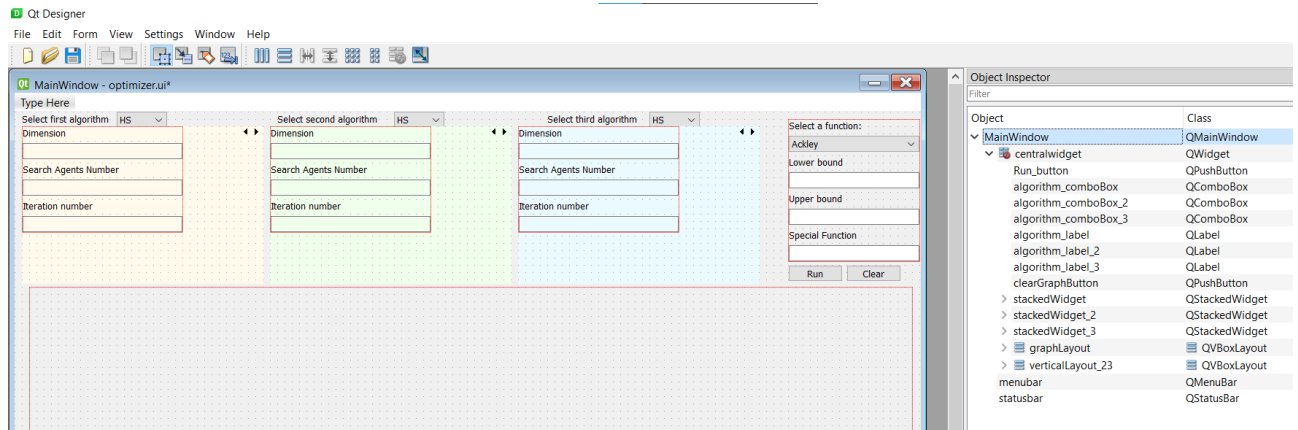 Qt Designer
File Edit Form View Settings Window Help
MainWindow - optimizer.ui*
Type Here
Select first algorithm HS Select second algorithm HS Select third algorithm HS
Dimension Dimension Dimension
Search Agents Number Search Agents Number Search Agents Number
Iteration number Iteration number Iteration number
Select a function:
Ackley
Lower bound
Upper bound
Special Function
Run Clear
Object Inspector
Filter
Object Class
MainWindow QMainWindow
centralwidget QWidget
Run_button QPushButton
algorithm_comboBox QComboBox
algorithm_comboBox_2 QComboBox
algorithm_comboBox_3 QComboBox
algorithm_label QLabel
algorithm_label_2 QLabel
algorithm_label_3 QLabel
clearGraphButton QPushButton
stackedWidget QStackedWidget
stackedWidget_2 QStackedWidget
stackedWidget_3 QStackedWidget
graphLayout QVBoxLayout
verticalLayout_23 QVBoxLayout
menubar QMenuBar
statusbar QStatusBar